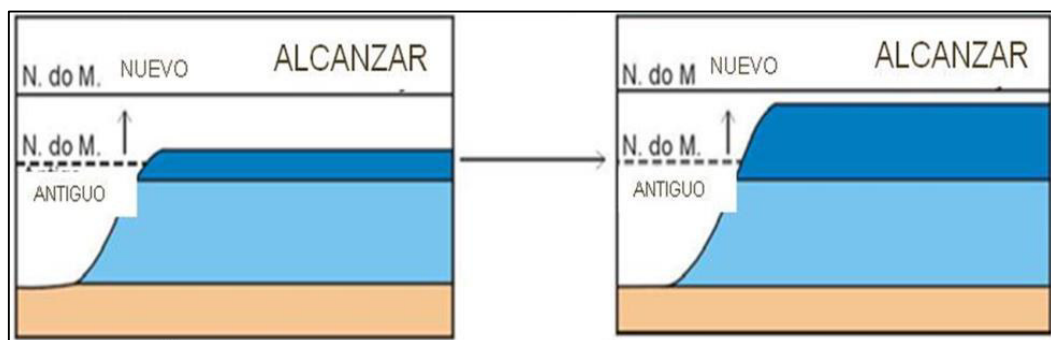 N. do M. NUEVO ALCANZAR
N. do M.
ANTIGUO
N. do M NUEVO ALCANZAR
N. do M.
ANTIGUO